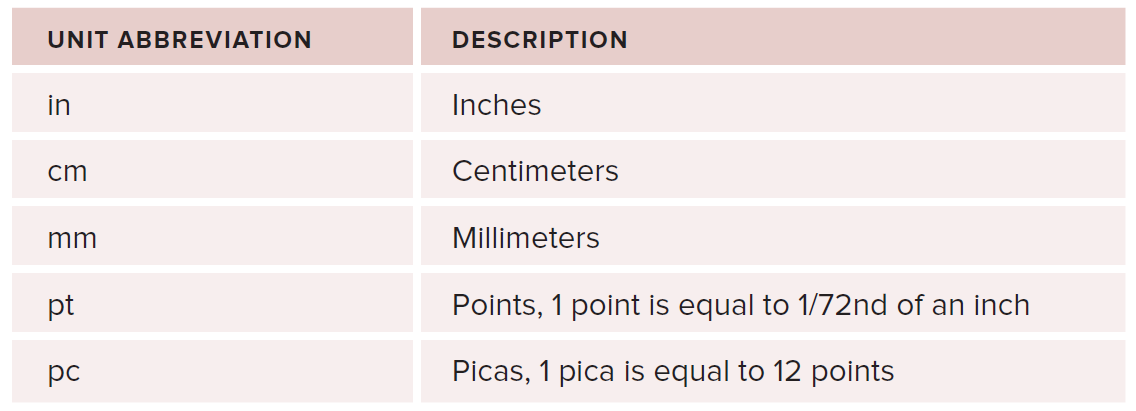 UNIT ABBREVIATION DESCRIPTION
in Inches
cm Centimeters
mm Millimeters
pt Points, 1 point is equal to 1/72nd of an inch
pc Picas, 1 pica is equal to 12 points